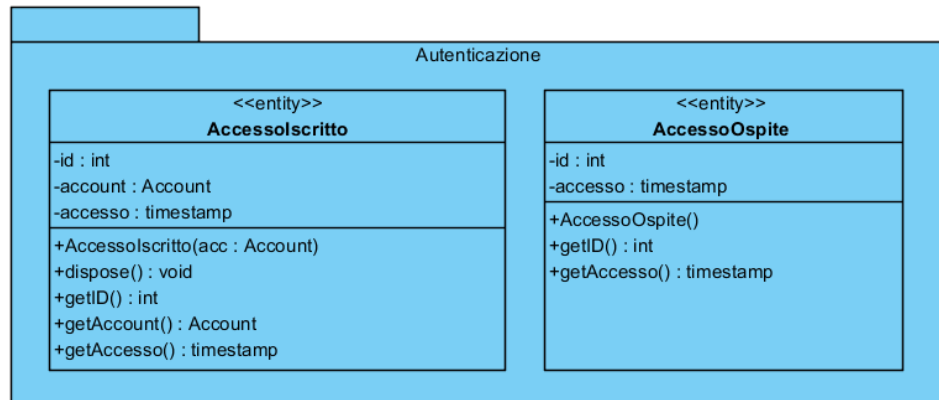 Autenticazione
<<entity>>
AccessoIscritto
-id : int
-account : Account
-accesso : timestamp
+AccessoIscritto(acc : Account)
+dispose() : void
+getID() : int
+getAccount() : Account
+getAccesso() : timestamp
<<entity>>
AccessoOspite
-id : int
-accesso : timestamp
+AccessoOspite()
+getID() : int
+getAccesso() : timestamp